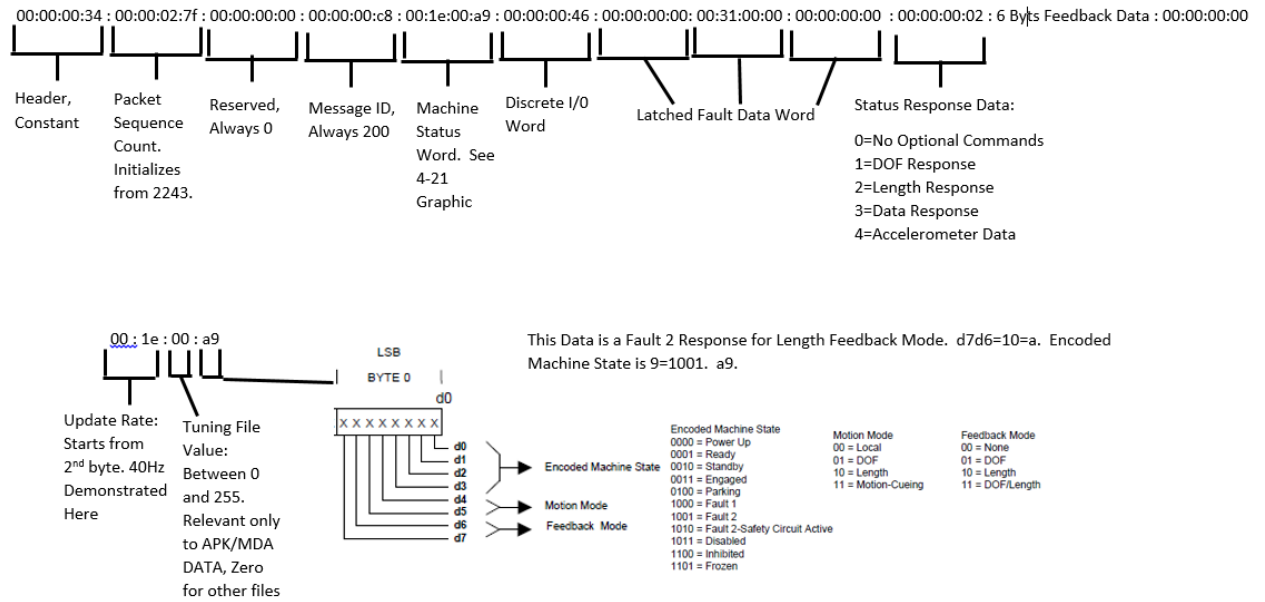 00:00:00:34 : 00:00:02:7f : 00:00:00:00 : 00:00:00:c8 : 00:1e:00:a9 : 00:00:00:46 : 00:00:00:00: 00:31:00:00 : 00:00:00:00 : 00:00:00:02 : 6 Byts Feedback Data : 00:00:00:00
Header,
Constant
Packet
Sequence
Count.
Initializes
from 2243.
Reserved,
Always 0
Message ID,
Always 200
Machine
Status
Word. See
4-21
Graphic
Discrete I/0
Word
Latched Fault Data Word
Status Response Data:
0=No Optional Commands
1=DOF Response
2=Length Response
3=Data Response
4=Accelerometer Data
00 : 1e : 00 : a9
Update Rate:
Starts from
2nd byte. 40Hz
Demonstrated
Here
Tuning File
Value:
Between 0
and 255.
Relevant only
to APK/MDA
DATA, Zero
for other files
This Data is a Fault 2 Response for Length Feedback Mode. d7d6=10=a. Encoded
Machine State is 9=1001. a9.
LSB
BYTE 0
d0
X X X X X X X X
d0
d1
d2
d3
d4
d5
d6
d7
Encoded Machine State
Motion Mode
Feedback Mode
Encoded Machine State
0000 = Power Up
0001 = Ready
0010 = Standby
0011 = Engaged
0100 = Parking
1000 = Fault 1
1001 = Fault 2
1010 = Fault 2-Safety Circuit Active
1011 = Disabled
1100 = Inhibited
1101 = Frozen
Motion Mode
00 = Local
01 = DOF
10 = Length
11 = Motion-Cueing
Feedback Mode
00 = None
01 = DOF
10 = Length
11 = DOF/Length